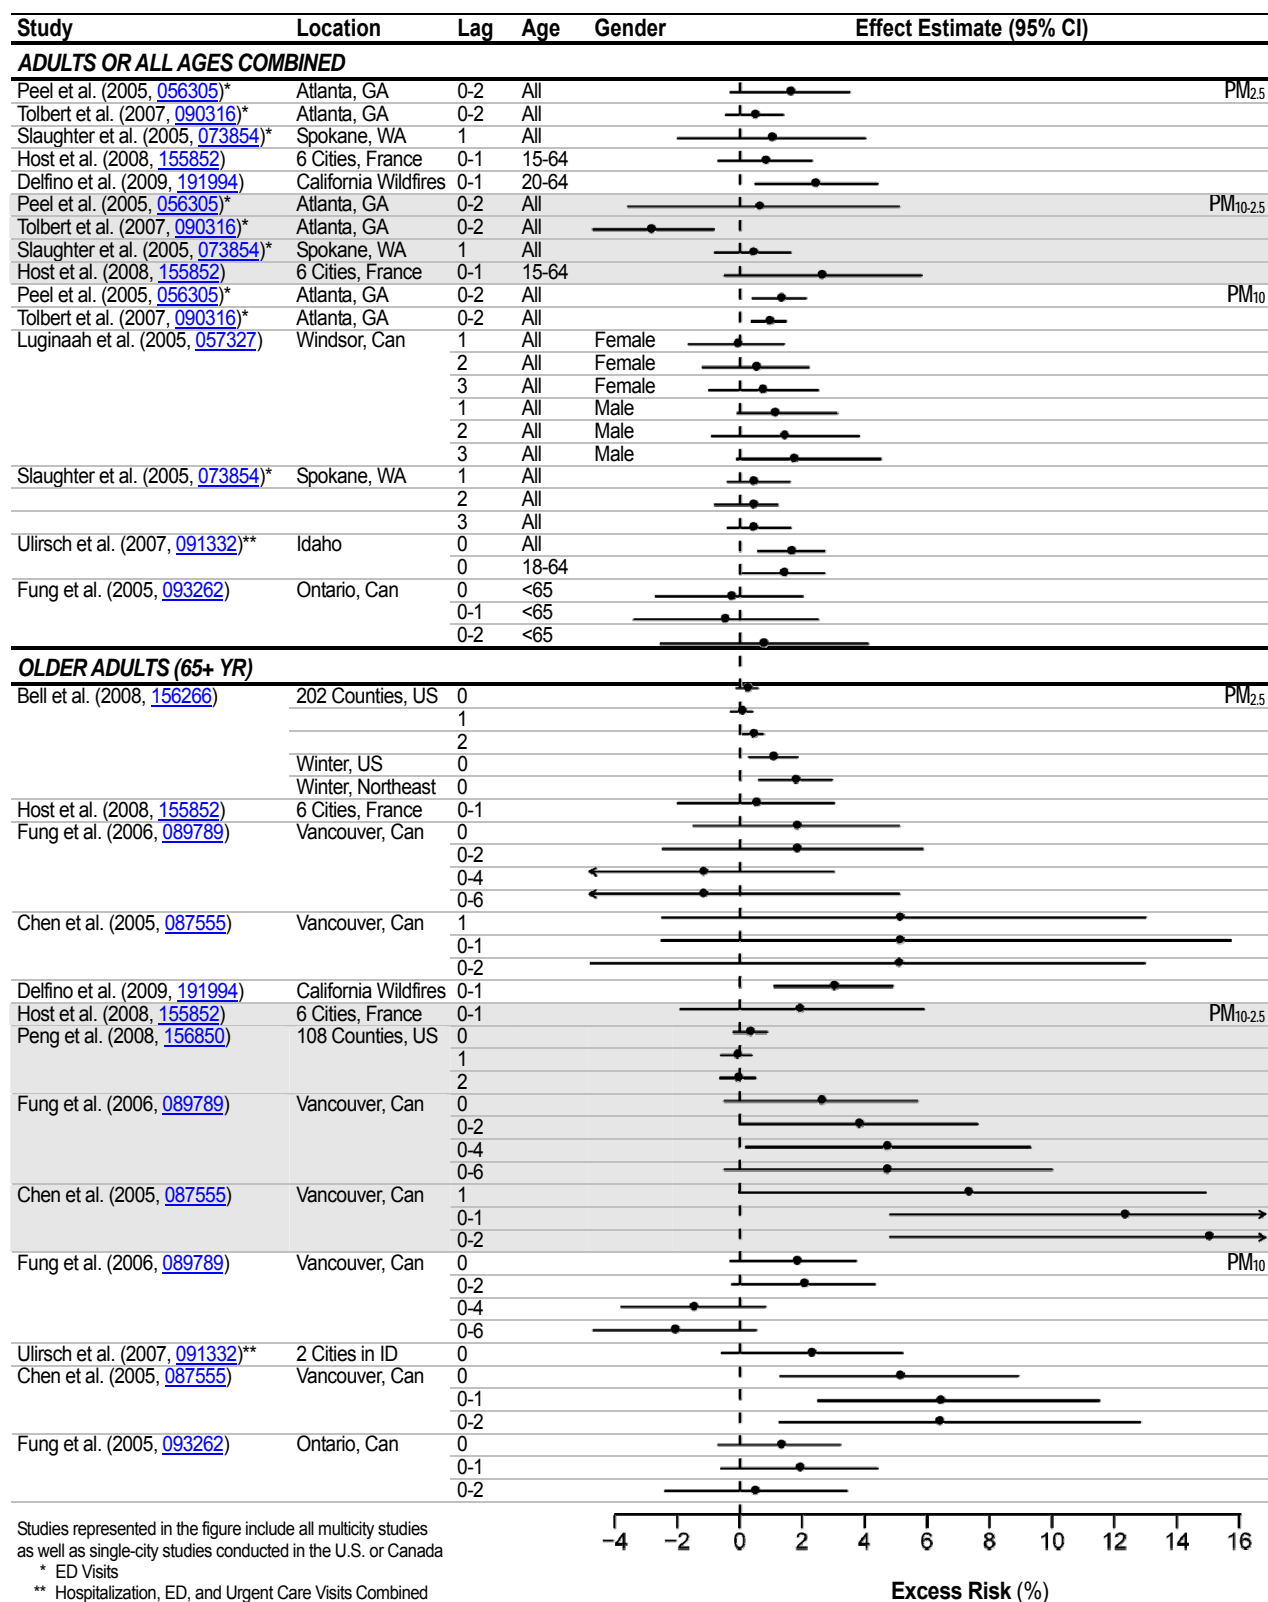 Study Location Lag Age Gender Effect Estimate (95% CI)
ADULTS OR ALL AGES COMBINED
Peel et al. (2005, 056305)* Atlanta, GA 0-2 All PM2.5
Tolbert et al. (2007, 090316)* Atlanta, GA 0-2 All
Slaughter et al. (2005, 073854)* Spokane, WA 1 All
Host et al. (2008, 155852) 6 Cities, France 0-1 15-64
Delfino et al. (2009, 191994) California Wildfires 0-1 20-64
Peel et al. (2005, 056305)* Atlanta, GA 0-2 All PM10-2.5
Tolbert et al. (2007, 090316)* Atlanta, GA 0-2 All
Slaughter et al. (2005, 073854)* Spokane, WA 1 All
Host et al. (2008, 155852) 6 Cities, France 0-1 15-64
Peel et al. (2005, 056305)* Atlanta, GA 0-2 All PM10
Tolbert et al. (2007, 090316)* Atlanta, GA 0-2 All
Luginaah et al. (2005, 057327) Windsor, Can 1 All Female
2 All Female
3 All Female
1 All Male
2 All Male
3 All Male
Slaughter et al. (2005, 073854)* Spokane, WA 1 All
2 All
3 All
Ulirsch et al. (2007, 091332)** Idaho 0 All
0 18-64
Fung et al. (2005, 093262) Ontario, Can 0 <65
0-1 <65
0-2 <65
OLDER ADULTS (65+ YR)
Bell et al. (2008, 156266) 202 Counties, US 0 PM2.5
1
2
Winter, US 0
Winter, Northeast 0
Host et al. (2008, 155852) 6 Cities, France 0-1
Fung et al. (2006, 089789) Vancouver, Can 0
0-2
0-4
0-6
Chen et al. (2005, 087555) Vancouver, Can 1
0-1
0-2
Delfino et al. (2009, 191994) California Wildfires 0-1
Host et al. (2008, 155852) 6 Cities, France 0-1 PM10-2.5
Peng et al. (2008, 156850) 108 Counties, US 0
1
2
Fung et al. (2006, 089789) Vancouver, Can 0
0-2
0-4
0-6
Chen et al. (2005, 087555) Vancouver, Can 1
0-1
0-2
Fung et al. (2006, 089789) Vancouver, Can 0 PM10
0-2
0-4
0-6
Ulirsch et al. (2007, 091332)** 2 Cities in ID 0
Chen et al. (2005, 087555) Vancouver, Can 0
0-1
0-2
Fung et al. (2005, 093262) Ontario, Can 0
0-1
0-2
−4 −2 0 2 4 6 8 10 12 14 16
Studies represented in the figure include all multicity studies
as well as single-city studies conducted in the U.S. or Canada
* ED Visits
** Hospitalization, ED, and Urgent Care Visits Combined
Excess Risk (%)